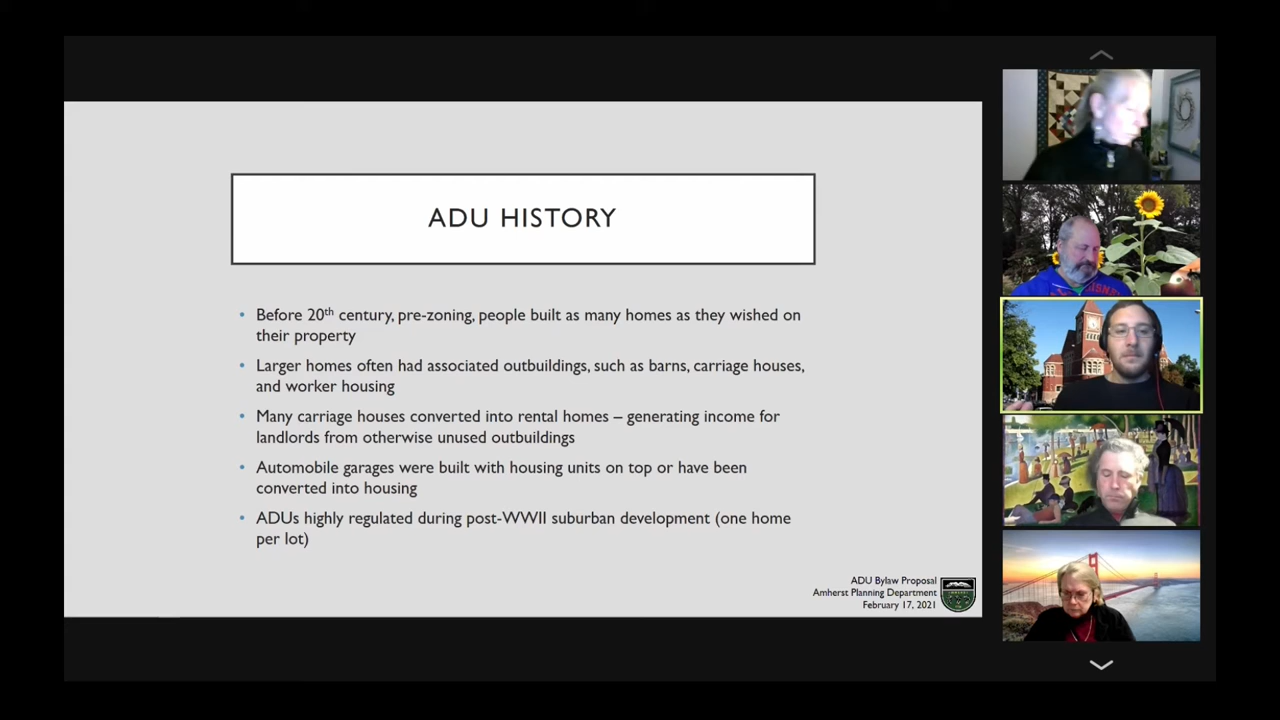 ADU HISTORY
• Before 20th century, pre-zoning, people built as many homes as they wished on
their property
• Larger homes often had associated outbuildings, such as barns, carriage houses,
and worker housing
• Many carriage houses converted into rental homes – generating income for
landlords from otherwise unused outbuildings
• Automobile garages were built with housing units on top or have been
converted into housing
• ADUs highly regulated during post-WWII suburban development (one home
per lot)
ADU Bylaw Proposal
Amherst Planning Department
February 17, 2021